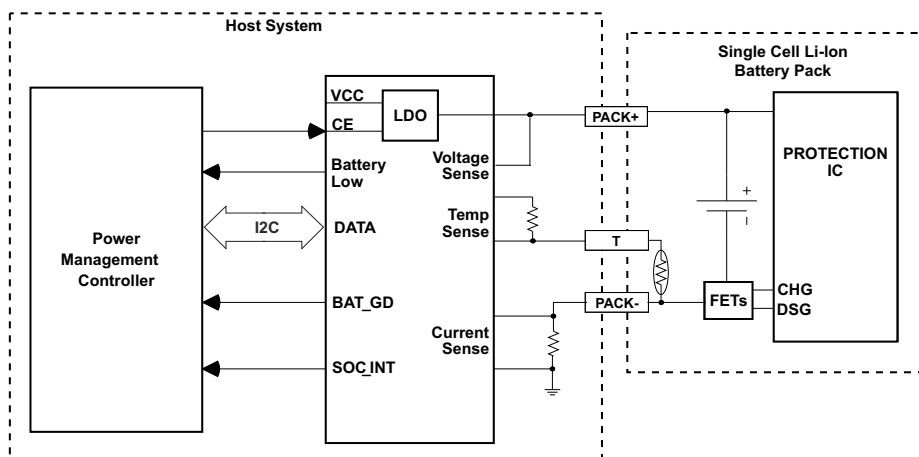 Host System
Single Cell Li-Ion
Battery Pack
VCC
LDO
CE
PACK+
PROTECTION
IC
Battery
Low
Voltage
Sense
+
I2C
DATA
Temp
Sense
T
–
Power
Management
Controller
BAT_GD
PACK-
FETs
CHG
DSG
Current
Sense
SOC_INT